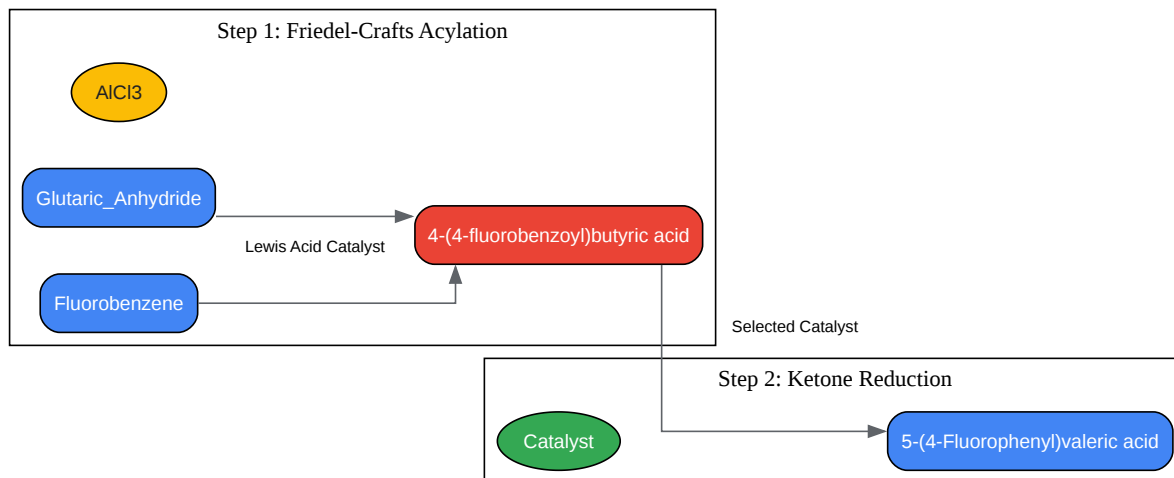 Step 1: Friedel-Crafts Acylation
AlCl3
Glutaric_Anhydride
Lewis Acid Catalyst
4-(4-fluorobenzoyl)butyric acid
Fluorobenzene
Selected Catalyst
Step 2: Ketone Reduction
Catalyst
5-(4-Fluorophenyl)valeric acid